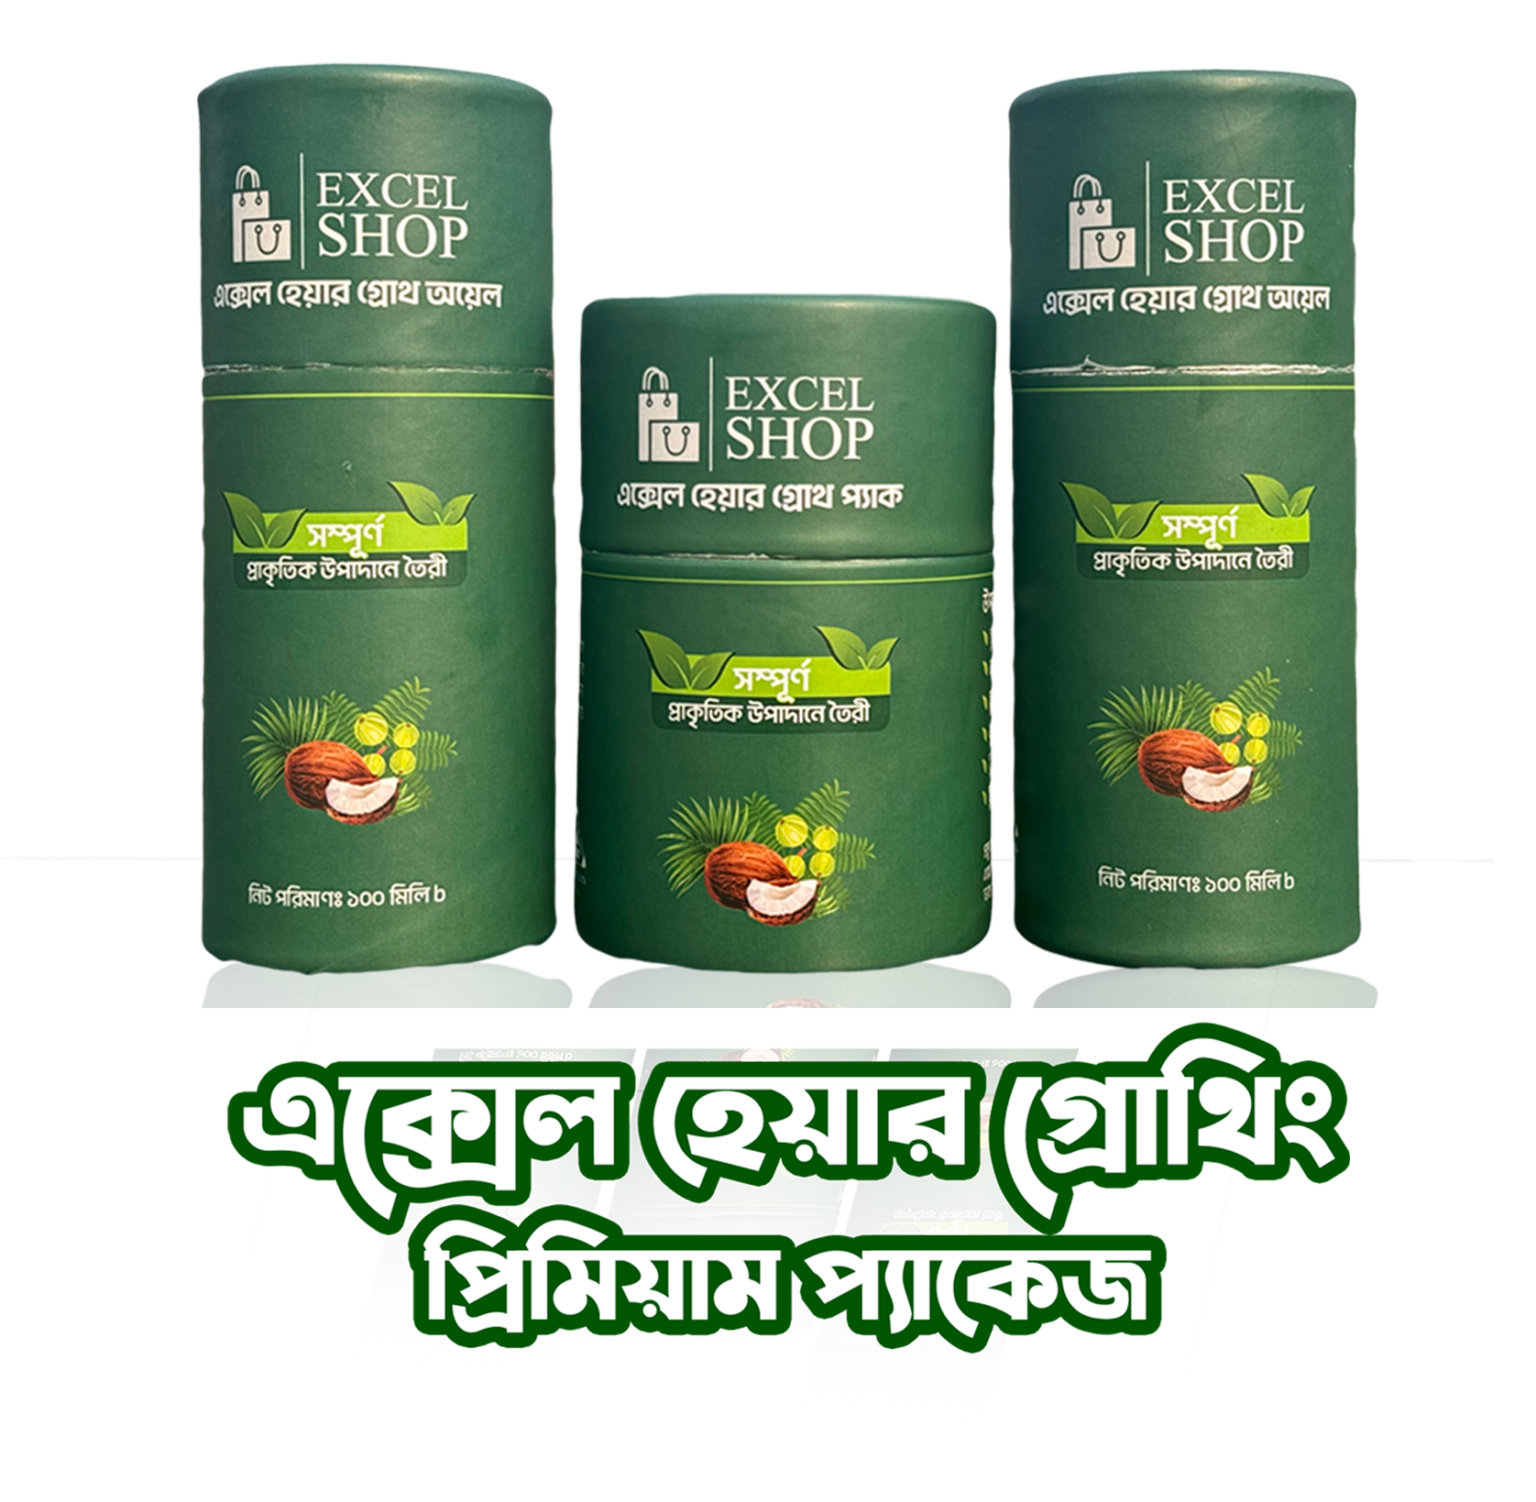 EXCEL
SHOP
এক্সেল হেয়ার গ্রোথ অয়েল
সম্পূর্ণ
প্রাকৃতিক উপাদানে তৈরী
নিট পরিমাণঃ ১০০ মিলি b
EXCEL
SHOP
এক্সেল হেয়ার গ্রোথ প্যাক
সম্পূর্ণ
প্রাকৃতিক উপাদানে তৈরী
EXCEL
SHOP
এক্সেল হেয়ার গ্রোথ অয়েল
সম্পূর্ণ
প্রাকৃতিক উপাদানে তৈরী
নিট পরিমাণঃ ১০০ মিলি b
এক্সেল হেয়ার গ্রোথিং
প্রিমিয়াম প্যাকেজ